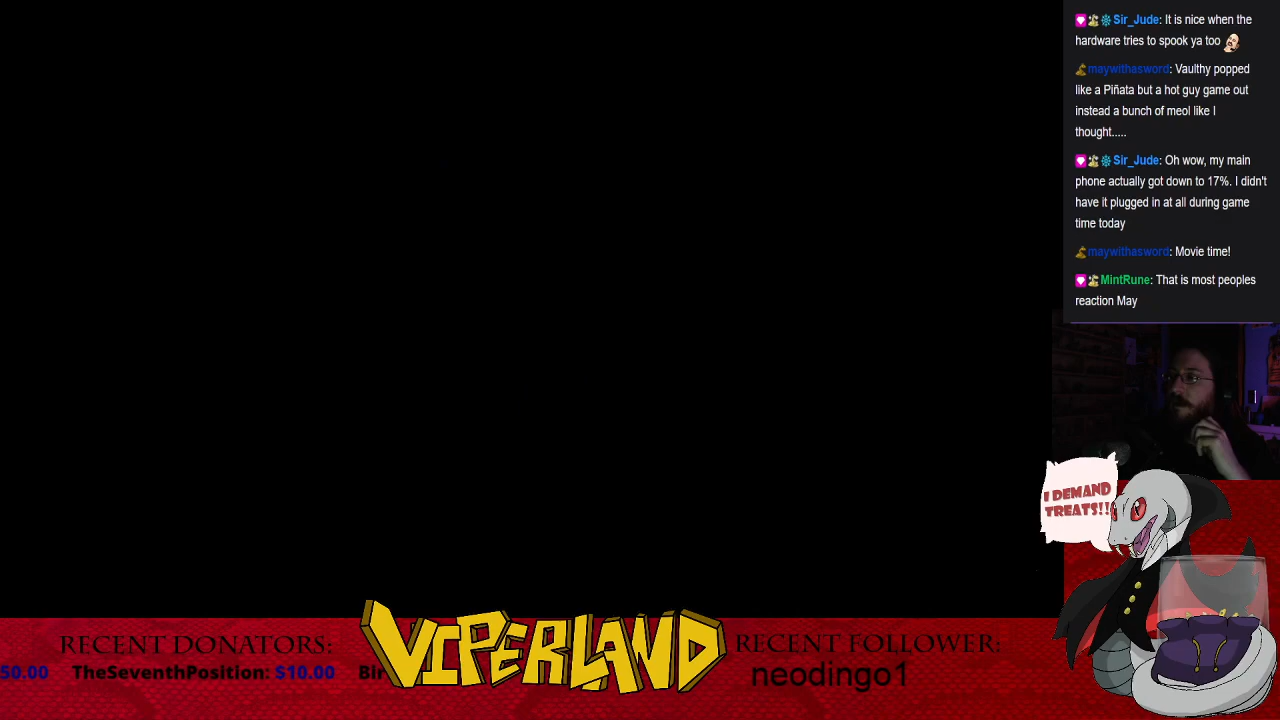 Sir_Jude: It is nice when the
hardware tries to spook ya too
maywithasword: Vaulthy popped
like a Piñata but a hot guy game out
instead a bunch of meol like I
thought.....
Sir_Jude: Oh wow, my main
phone actually got down to 17%. I didn't
have it plugged in at all during game
time today
maywithasword: Movie time!
MintRune: That is most peoples
reaction May
I DEMAND
TREATS!!
RECENT DONATORS:
50.00 TheSeventhPosition: $10.00
VIPERLAND
RECENT FOLLOWER:
neodingo1